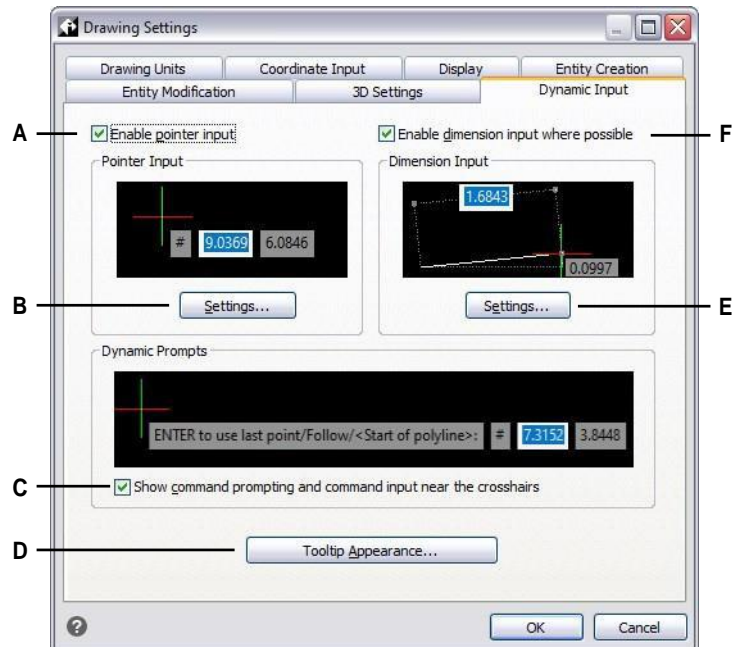 Drawing Settings
Drawing Units Coordinate Input Display Entity Creation
Entity Modification 3D Settings Dynamic Input
A Enable pointer input Enable dimension input where possible F
Pointer Input Dimension Input
# 9.0369 6.0846 1.6843 0.0997
B Settings... Settings... E
Dynamic Prompts
ENTER to use last point/Follow/<Start of polyline>: # 7.3152 3.8448
C Show command prompting and command input near the crosshairs
D Tooltip Appearance...
? OK Cancel